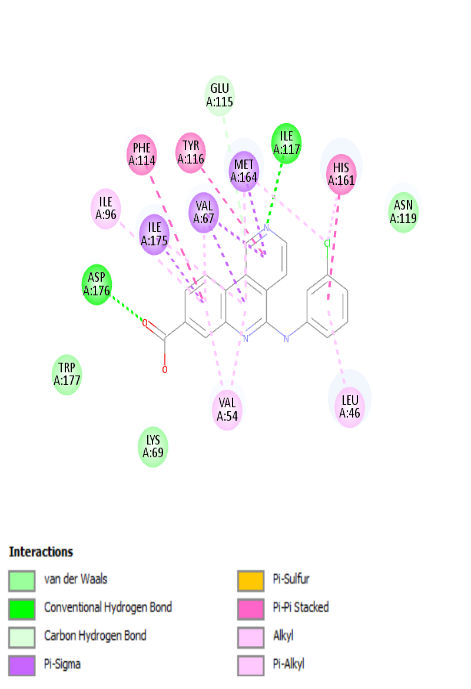 GLU
A:115
ILE
A:117
PHE
A:114
TYR
A:116
MET
A:164
HIS
A:161
ILE
A:96
VAL
A:67
ASN
A:119
ILE
A:175
N
Cl
ASP
A:176
O
N
N
O
TRP
A:177
VAL
A:54
LEU
A:46
LYS
A:69
Interactions
van der Waals
Conventional Hydrogen Bond
Carbon Hydrogen Bond
Pi-Sigma
Pi-Sulfur
Pi-Pi Stacked
Alkyl
Pi-Alkyl